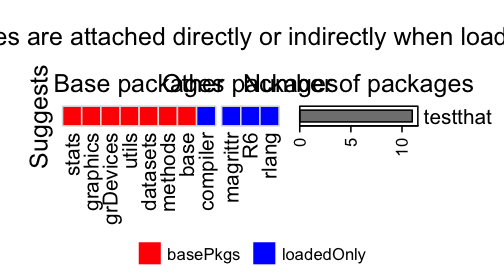 es are attached directly or indirectly when load
Base packages Other packages Number of packages
Suggests
testthat
stats
graphics
grDevices
utils
datasets
methods
base
compiler
magrittr
R6
rlang
0 5 10
basePkgs loadedOnly